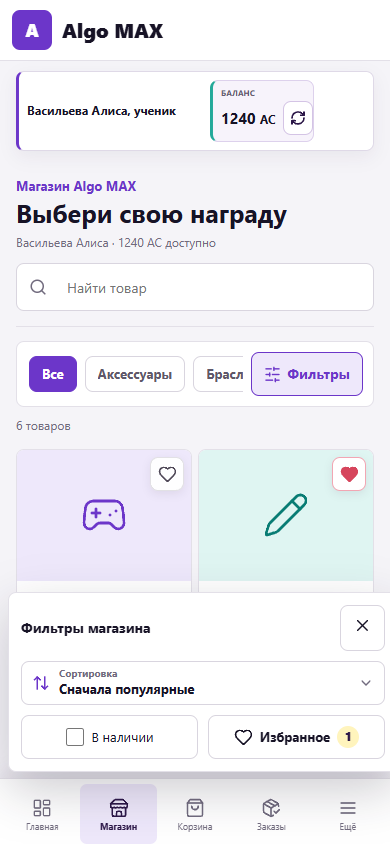 A Algo MAX
Васильева Алиса, ученик
БАЛАНС
1240 АС
Магазин Algo MAX
Выбери свою награду
Васильева Алиса · 1240 АС доступно
Найти товар
Все Аксессуары Брасл Фильтры
6 товаров
Фильтры магазина
Сортировка
Сначала популярные
В наличии Избранное 1
Главная Магазин Корзина Заказы Ещё